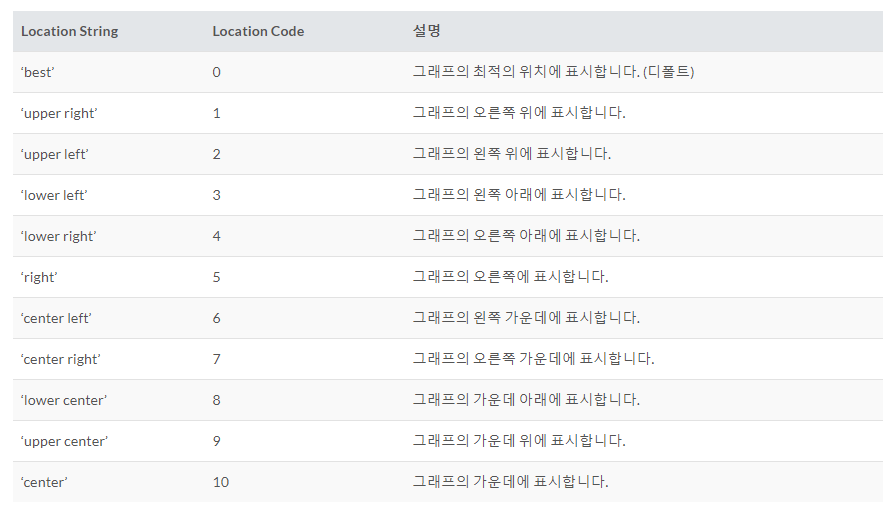 Location String Location Code 설명
‘best’ 0 그래프의 최적의 위치에 표시합니다. (디폴트)
‘upper right’ 1 그래프의 오른쪽 위에 표시합니다.
‘upper left’ 2 그래프의 왼쪽 위에 표시합니다.
‘lower left’ 3 그래프의 왼쪽 아래에 표시합니다.
‘lower right’ 4 그래프의 오른쪽 아래에 표시합니다.
‘right’ 5 그래프의 오른쪽에 표시합니다.
‘center left’ 6 그래프의 왼쪽 가운데에 표시합니다.
‘center right’ 7 그래프의 오른쪽 가운데에 표시합니다.
‘lower center’ 8 그래프의 가운데 아래에 표시합니다.
‘upper center’ 9 그래프의 가운데 위에 표시합니다.
‘center’ 10 그래프의 가운데에 표시합니다.